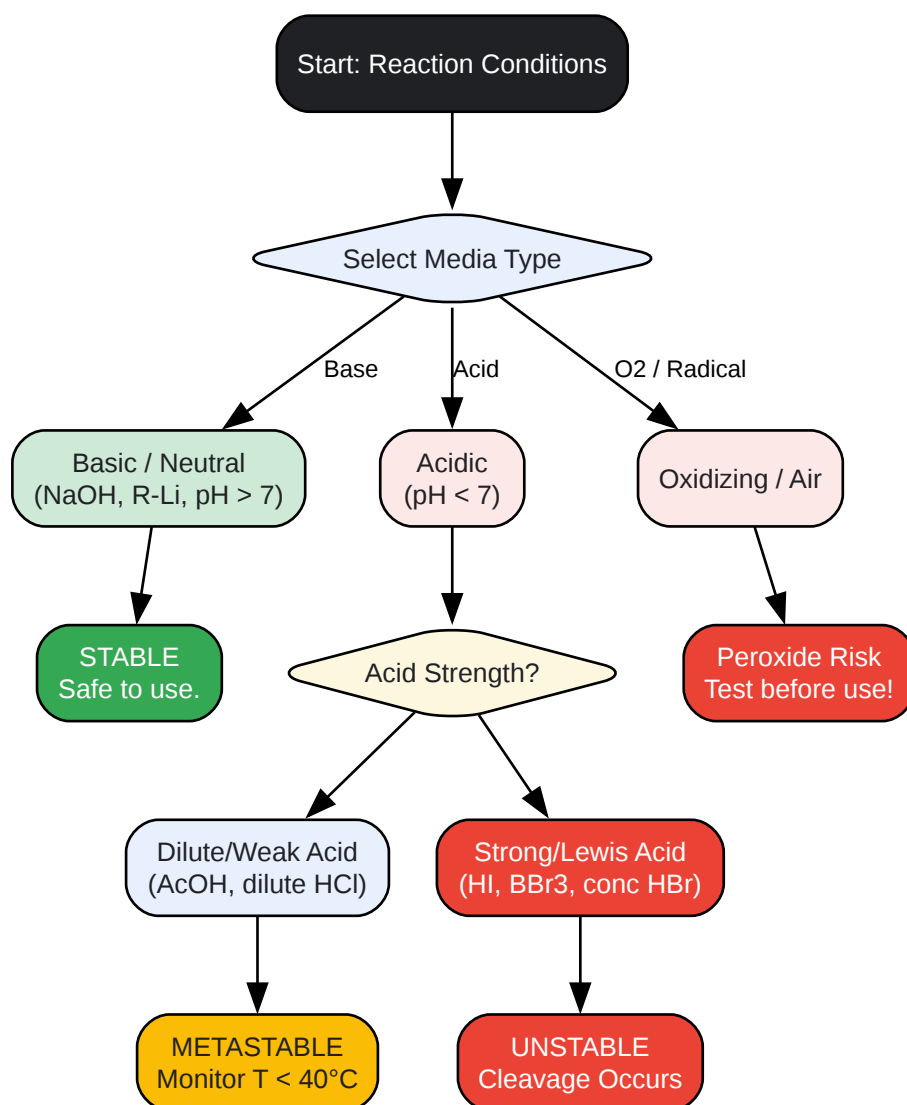 Start: Reaction Conditions
Select Media Type
Base
Acid
O2 / Radical
Basic / Neutral
(NaOH, R-Li, pH > 7)
Acidic
(pH < 7)
Oxidizing / Air
STABLE
Safe to use.
Acid Strength?
Peroxide Risk
Test before use!
Dilute/Weak Acid
(AcOH, dilute HCl)
Strong/Lewis Acid
(HI, BBr3, conc HBr)
METASTABLE
Monitor T < 40°C
UNSTABLE
Cleavage Occurs